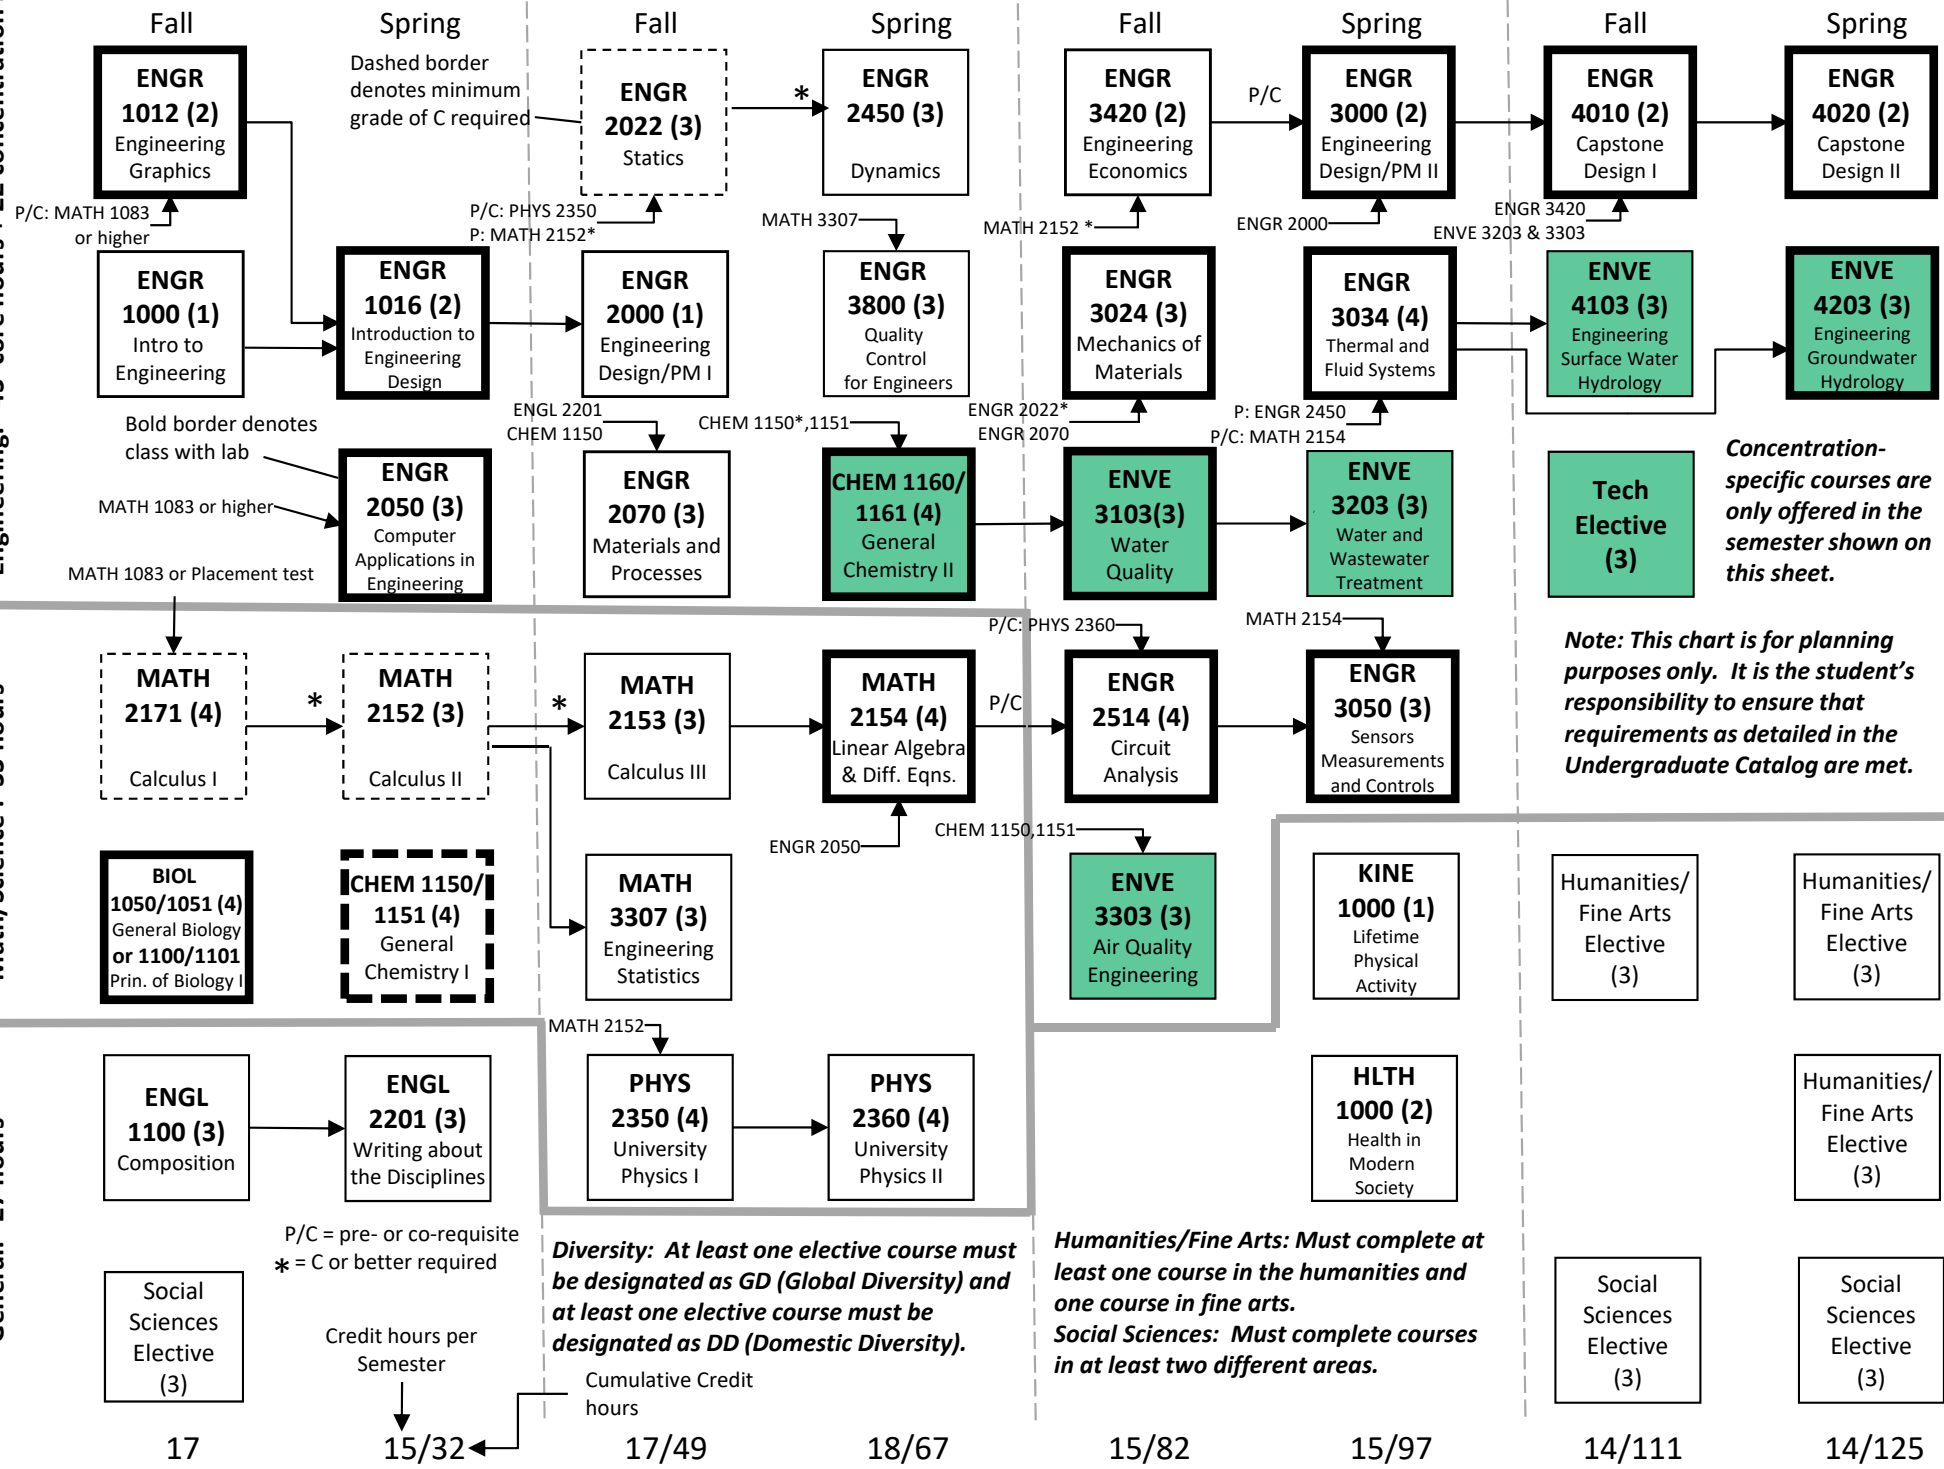 Fall
Spring
Fall
Spring
Fall
Spring
Fall
Spring
ENGR
1012 (2)
Engineering
Graphics
Dashed border
denotes minimum
grade of C required
ENGR
2022 (3)
Statics
*
ENGR
2450 (3)
Dynamics
ENGR
3420 (2)
Engineering
Economics
P/C
ENGR
3000 (2)
Engineering
Design/PM II
ENGR
4010 (2)
Capstone
Design I
ENGR
4020 (2)
Capstone
Design II
P/C: MATH 1083
or higher
P/C: PHYS 2350
P: MATH 2152*
MATH 3307
MATH 2152 *
ENGR 2000
ENGR 3420
ENVE 3203 & 3303
ENGR
1000 (1)
Intro to
Engineering
ENGR
1016 (2)
Introduction to
Engineering
Design
ENGR
2000 (1)
Engineering
Design/PM I
ENGR
3800 (3)
Quality
Control
for Engineers
ENGR
3024 (3)
Mechanics of
Materials
ENGR
3034 (4)
Thermal and
Fluid Systems
ENVE
4103 (3)
Engineering
Surface Water
Hydrology
ENVE
4203 (3)
Engineering
Groundwater
Hydrology
Bold border denotes
class with lab
ENGL 2201
CHEM 1150
CHEM 1150*,1151
ENGR 2022*
ENGR 2070
P: ENGR 2450
P/C: MATH 2154
MATH 1083 or higher
ENGR
2050 (3)
Computer
Applications in
Engineering
ENGR
2070 (3)
Materials and
Processes
CHEM 1160/
1161 (4)
General
Chemistry II
ENVE
3103(3)
Water
Quality
ENVE
3203 (3)
Water and
Wastewater
Treatment
Tech
Elective
(3)
Concentration-
specific courses are
only offered in the
semester shown on
this sheet.
MATH 1083 or Placement test
P/C: PHYS 2360
MATH 2154
MATH
2171 (4)
Calculus I
*
MATH
2152 (3)
Calculus II
*
MATH
2153 (3)
Calculus III
MATH
2154 (4)
Linear Algebra
& Diff. Eqns.
P/C
ENGR
2514 (4)
Circuit
Analysis
ENGR
3050 (3)
Sensors
Measurements
and Controls
Note: This chart is for planning
purposes only. It is the student's
responsibility to ensure that
requirements as detailed in the
Undergraduate Catalog are met.
ENGR 2050
CHEM 1150,1151
BIOL
1050/1051 (4)
General Biology
or 1100/1101
Prin. of Biology I
CHEM 1150/
1151 (4)
General
Chemistry I
MATH
3307 (3)
Engineering
Statistics
ENVE
3303 (3)
Air Quality
Engineering
KINE
1000 (1)
Lifetime
Physical
Activity
Humanities/
Fine Arts
Elective
(3)
Humanities/
Fine Arts
Elective
(3)
MATH 2152
ENGL
1100 (3)
Composition
ENGL
2201 (3)
Writing about
the Disciplines
PHYS
2350 (4)
University
Physics I
PHYS
2360 (4)
University
Physics II
HLTH
1000 (2)
Health in
Modern
Society
Humanities/
Fine Arts
Elective
(3)
P/C = pre- or co-requisite
* = C or better required
Social
Sciences
Elective
(3)
Diversity: At least one elective course must
be designated as GD (Global Diversity) and
at least one elective course must be
designated as DD (Domestic Diversity).
Humanities/Fine Arts: Must complete at
least one course in the humanities and
one course in fine arts.
Social Sciences: Must complete courses
in at least two different areas.
Social
Sciences
Elective
(3)
Social
Sciences
Elective
(3)
Credit hours per
Semester
Cumulative Credit
hours
17
15/32
17/49
18/67
15/82
15/97
14/111
14/125